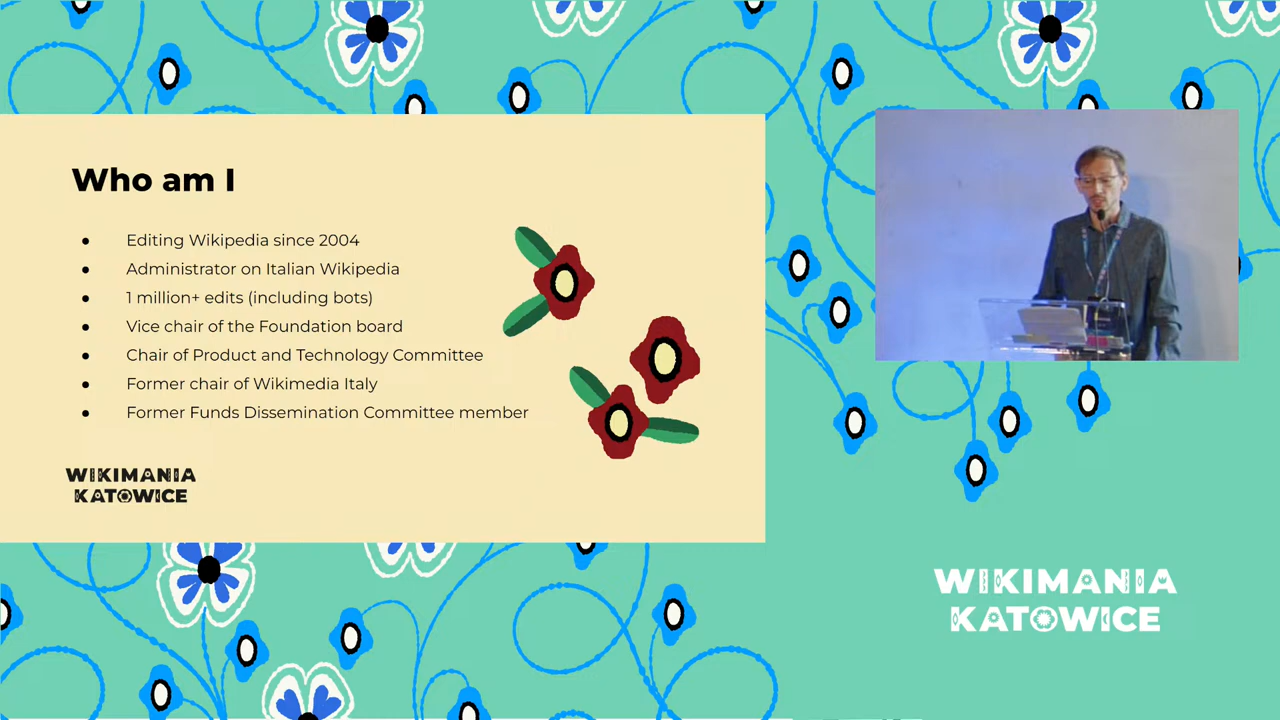 Who am I
● Editing Wikipedia since 2004
● Administrator on Italian Wikipedia
● 1 million+ edits (including bots)
● Vice chair of the Foundation board
● Chair of Product and Technology Committee
● Former chair of Wikimedia Italy
● Former Funds Dissemination Committee member
WIKIMANIA
KATOWICE
WIKIMANIA
KATOWICE